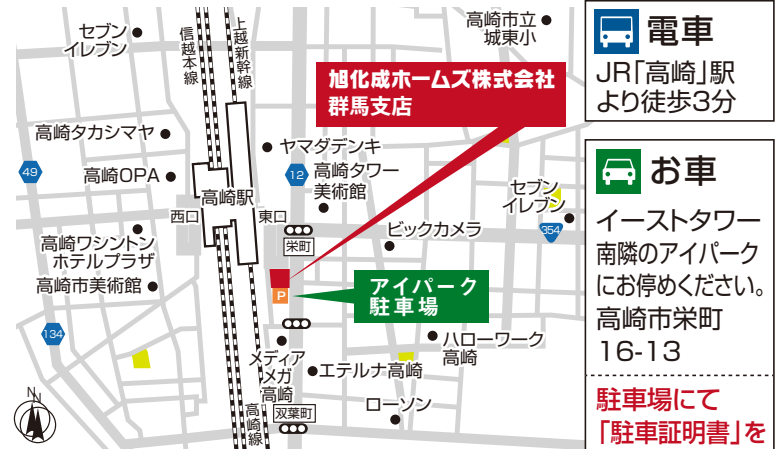 セブン
イレブン
信越本線
上越新幹線
高崎市立
城東小
旭化成ホームズ株式会社
群馬支店
高崎タカシマヤ
ヤマダデンキ
49
高崎OPA
12
高崎タワー
美術館
高崎駅
西口
東口
セブン
イレブン
354
ビックカメラ
栄町
高崎ワシントン
ホテルプラザ
高崎市美術館
P
アイパーク
駐車場
134
メディア
メガ
高崎
ハローワーク
高崎
エテルナ高崎
ローソン
双葉町
高崎線
N
電車
JR「高崎」駅
より徒歩3分
お車
イーストタワー
南隣のアイパーク
にお停めください。
高崎市栄町
16-13
駐車場にて
「駐車証明書」を